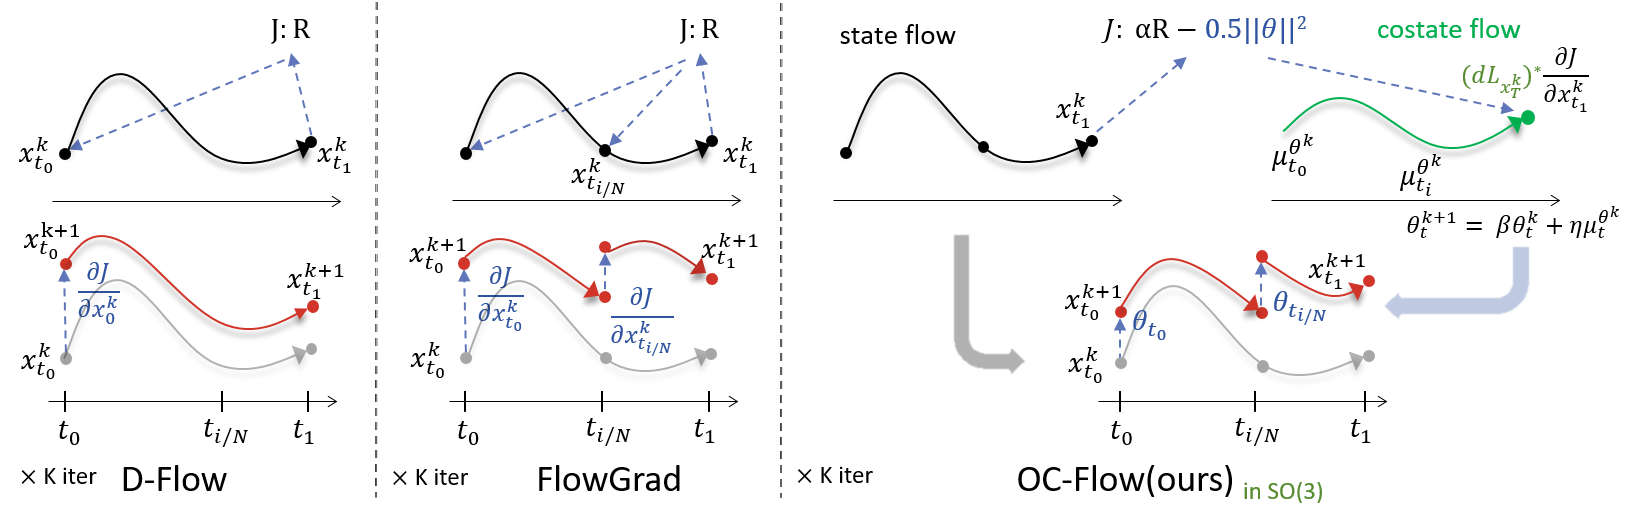 J: R
$x_{t_0}^k$
$x_{t_1}^k$
$x_{t_0}^{k+1}$
$\frac{\partial J}{\partial x_0^k}$
$x_{t_1}^{k+1}$
$x_{t_0}^k$
$t_0$ $t_{i/N}$ $t_1$
× K iter D-Flow
J: R
$x_{t_{i/N}}^k$
$x_{t_1}^k$
$x_{t_0}^{k+1}$
$x_{t_1}^{k+1}$
$\frac{\partial J}{\partial x_{t_0}^k}$
$\frac{\partial J}{\partial x_{t_{i/N}}^k}$
$x_{t_0}^k$
$t_0$ $t_{i/N}$ $t_1$
× K iter FlowGrad
state flow
$J$: αR − 0.5||$\theta$||$^2$
costate flow
$(dL_{x_T^k})^* \frac{\partial J}{\partial x_{t_1}^k}$
$x_{t_1}^k$
$\mu_{t_0}^{\theta^k}$
$\mu_{t_i}^{\theta^k}$
$\theta_t^{k+1} = \beta\theta_t^k + \eta\mu_t^{\theta^k}$
$x_{t_0}^{k+1}$
$x_{t_1}^{k+1}$
$\theta_{t_0}$
$\theta_{t_{i/N}}$
$x_{t_0}^k$
$t_0$ $t_{i/N}$ $t_1$
× K iter OC-Flow(ours) in SO(3)